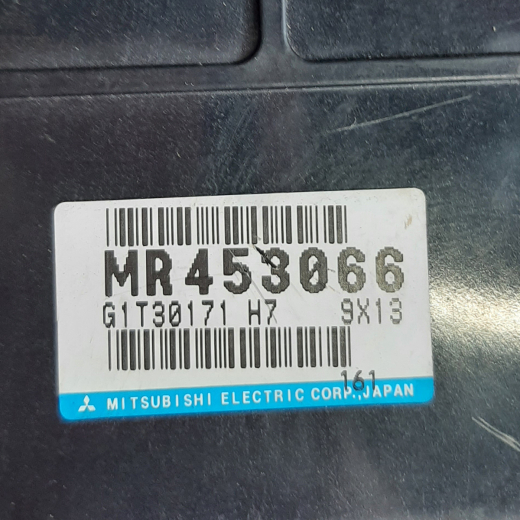 MR453066
G1T30171 H7 9X13
161
MITSUBISHI ELECTRIC CORP.,JAPAN